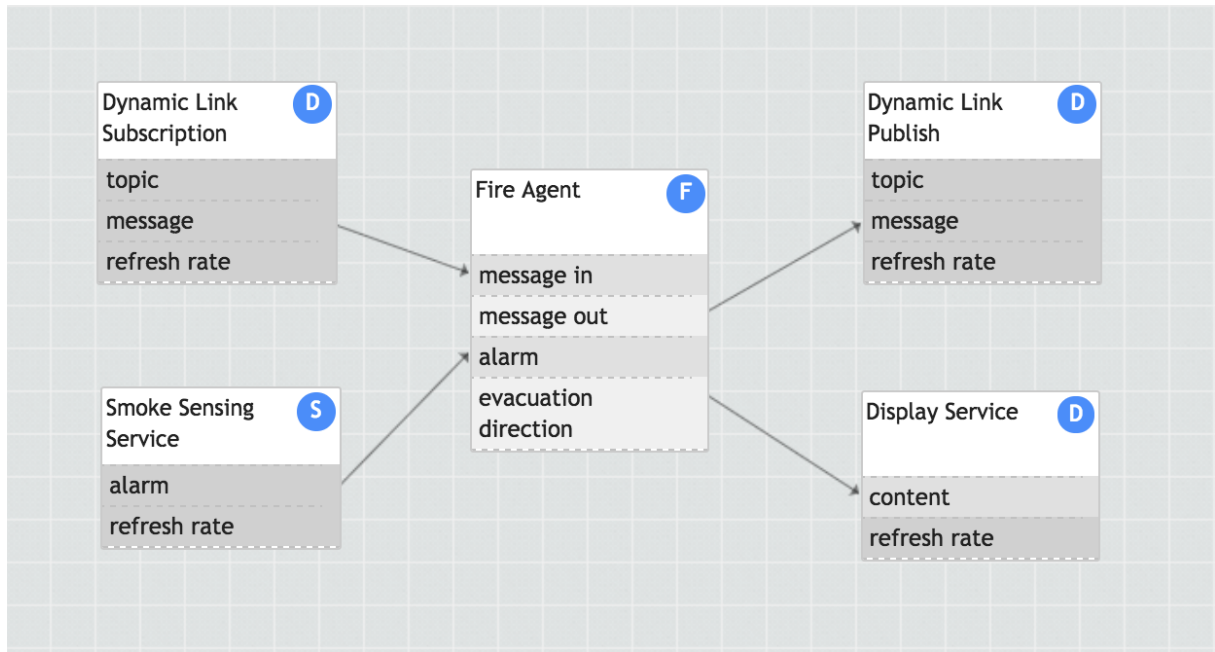 Dynamic Link
Subscription
D
topic
message
refresh rate
Smoke Sensing
Service
S
alarm
refresh rate
Fire Agent
F
message in
message out
alarm
evacuation
direction
Dynamic Link
Publish
D
topic
message
refresh rate
Display Service
D
content
refresh rate